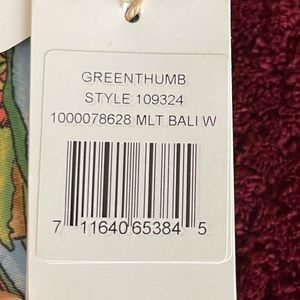 GREENTHUMB
STYLE 109324
1000078628 MLT BALI W
7 11640 65384 5